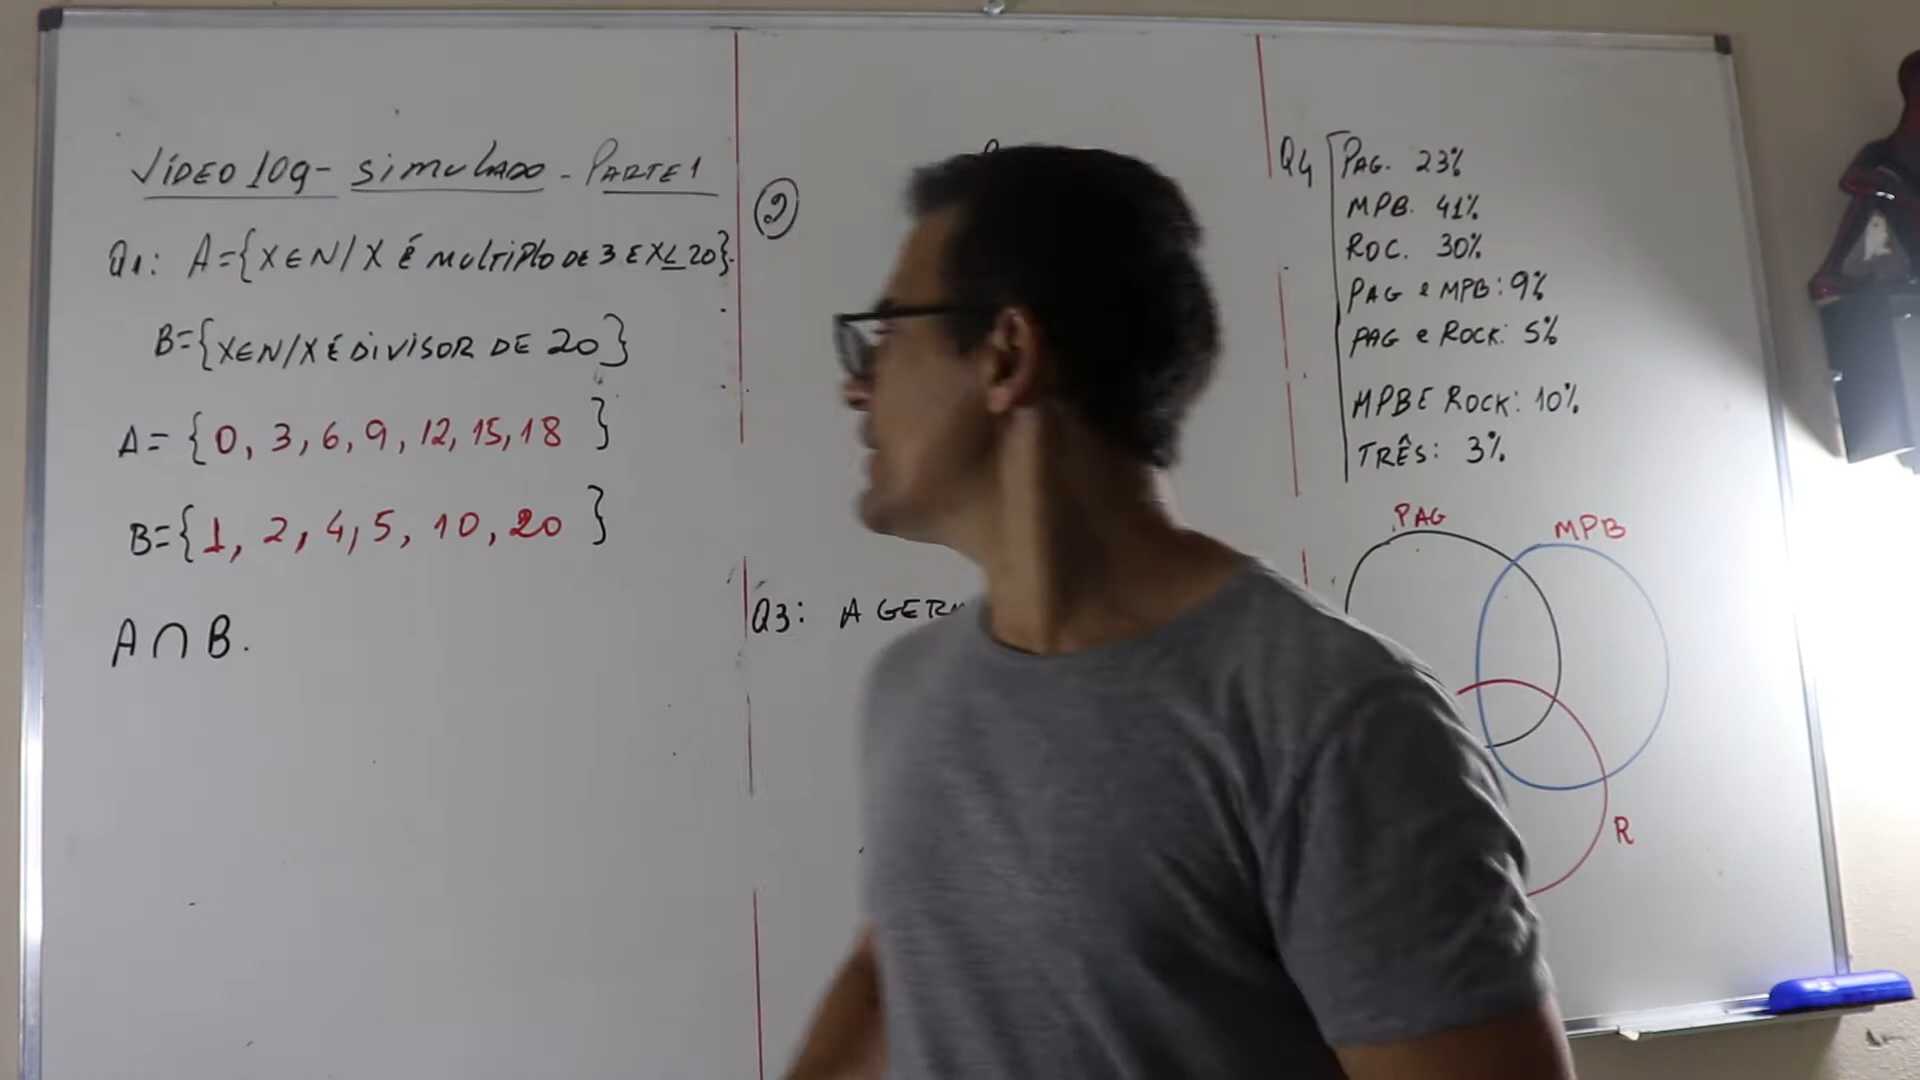 VÍDEO 109 - SIMULADO - PARTE 1
Q1: A={X∈N/X É MULTIPLO DE 3 E X≤20}.
B={X∈N/X É DIVISOR DE 20}
A= {0, 3, 6, 9, 12, 15, 18 }
B={1, 2, 4, 5, 10, 20 }
A ∩ B.
2
Q3: A
Q4
PAG. 23%
MPB. 41%
ROC. 30%
PAG e MPB: 9%
PAG e ROCK: 5%
MPB E ROCK: 10%
TRÊS: 3%
PAG
MPB
R